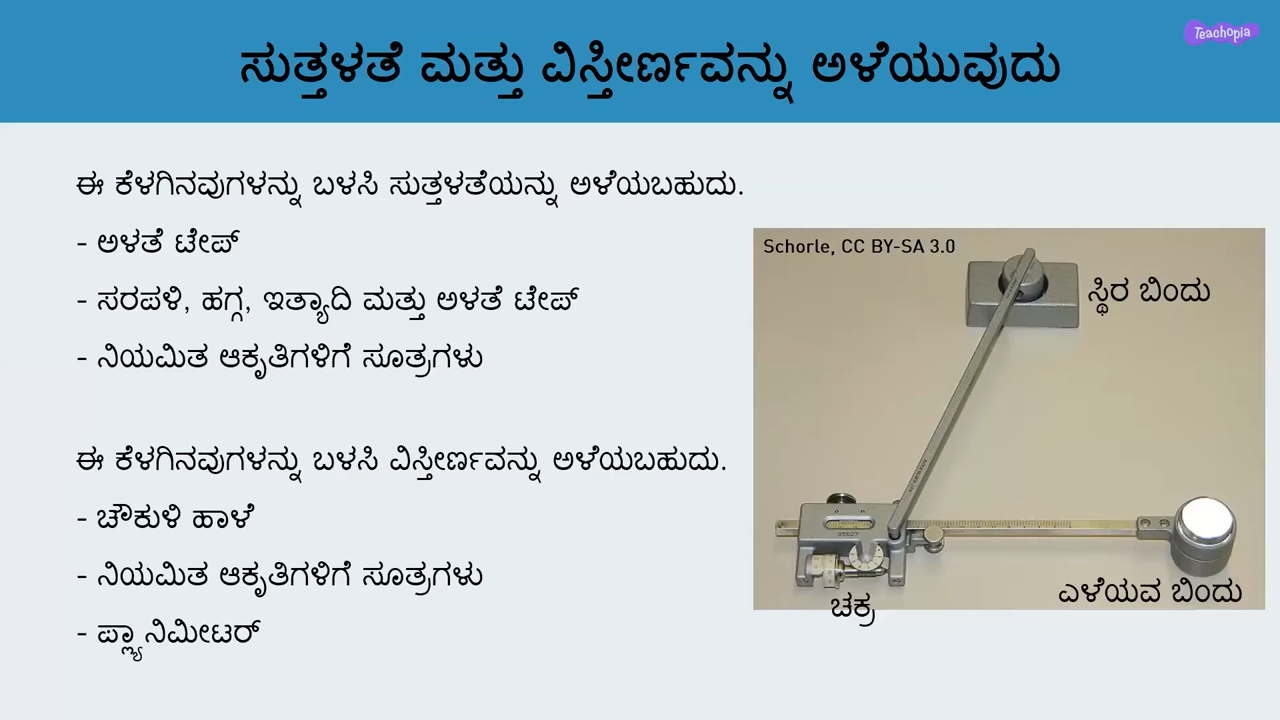 Teachopia
ಸುತ್ತಳತೆ ಮತ್ತು ವಿಸ್ತೀರ್ಣವನ್ನು ಅಳೆಯುವುದು
ಈ ಕೆಳಗಿನವುಗಳನ್ನು ಬಳಸಿ ಸುತ್ತಳತೆಯನ್ನು ಅಳೆಯಬಹುದು.
- ಅಳತೆ ಟೇಪ್
- ಸರಪಳಿ, ಹಗ್ಗ, ಇತ್ಯಾದಿ ಮತ್ತು ಅಳತೆ ಟೇಪ್
- ನಿಯಮಿತ ಆಕೃತಿಗಳಿಗೆ ಸೂತ್ರಗಳು
ಈ ಕೆಳಗಿನವುಗಳನ್ನು ಬಳಸಿ ವಿಸ್ತೀರ್ಣವನ್ನು ಅಳೆಯಬಹುದು.
- ಚೌಕುಳಿ ಹಾಳೆ
- ನಿಯಮಿತ ಆಕೃತಿಗಳಿಗೆ ಸೂತ್ರಗಳು
- ಪ್ಲ್ಯಾನಿಮೀಟರ್
Schorle, CC BY-SA 3.0
ಸ್ಥಿರ ಬಿಂದು
ಎಳೆಯವ ಬಿಂದು
ಚಕ್ರ